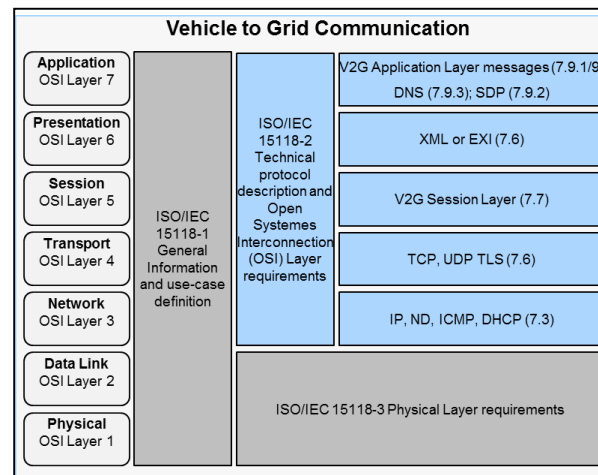 Vehicle to Grid Communication
Application
OSI Layer 7
Presentation
OSI Layer 6
Session
OSI Layer 5
Transport
OSI Layer 4
Network
OSI Layer 3
Data Link
OSI Layer 2
Physical
OSI Layer 1
ISO/IEC
15118-1
General
Information
and use-case
definition
ISO/IEC
15118-2
Technical
protocol
description and
Open
Systemes
Interconnection
(OSI) Layer
requirements
V2G Application Layer messages (7.9.1/9
DNS (7.9.3); SDP (7.9.2)
XML or EXI (7.6)
V2G Session Layer (7.7)
TCP, UDP TLS (7.6)
IP, ND, ICMP, DHCP (7.3)
ISO/IEC 15118-3 Physical Layer requirements